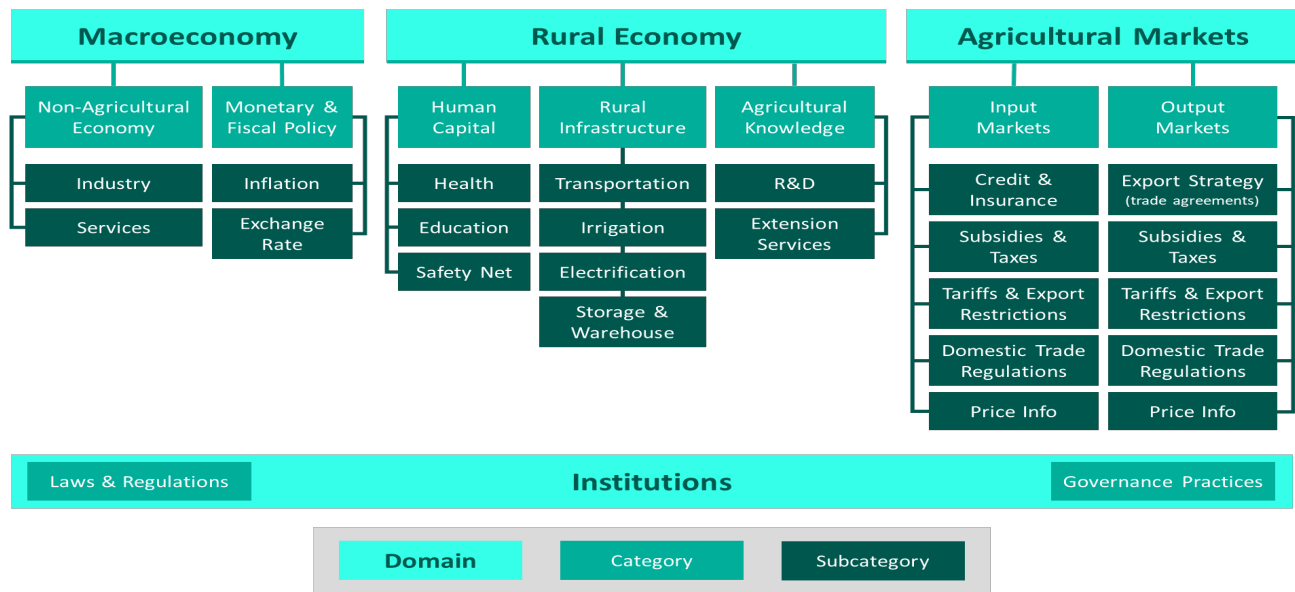 Macroeconomy
Non-Agricultural
Economy
Industry
Services
Monetary &
Fiscal Policy
Inflation
Exchange
Rate
Rural Economy
Human
Capital
Health
Education
Safety Net
Rural
Infrastructure
Transportation
Irrigation
Electrification
Storage &
Warehouse
Agricultural
Knowledge
R&D
Extension
Services
Agricultural Markets
Input
Markets
Credit &
Insurance
Subsidies &
Taxes
Tariffs & Export
Restrictions
Domestic Trade
Regulations
Price Info
Output
Markets
Export Strategy
(trade agreements)
Subsidies &
Taxes
Tariffs & Export
Restrictions
Domestic Trade
Regulations
Price Info
Laws & Regulations
Institutions
Governance Practices
Domain
Category
Subcategory